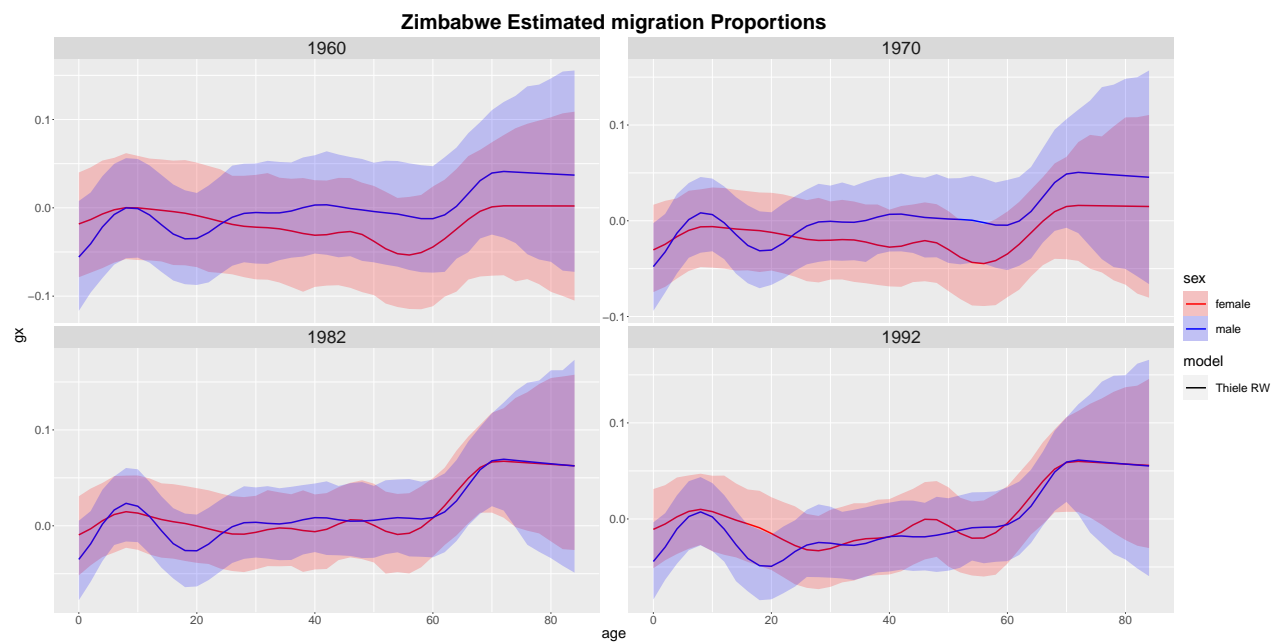 Zimbabwe Estimated migration Proportions
1960
1970
0.1
0.0
−0.1
0.1
0.0
−0.1
1982
1992
0.1
0.0
0.1
0.0
0 20 40 60 80
0 20 40 60 80
gx
age
sex
female
male
model
Thiele RW